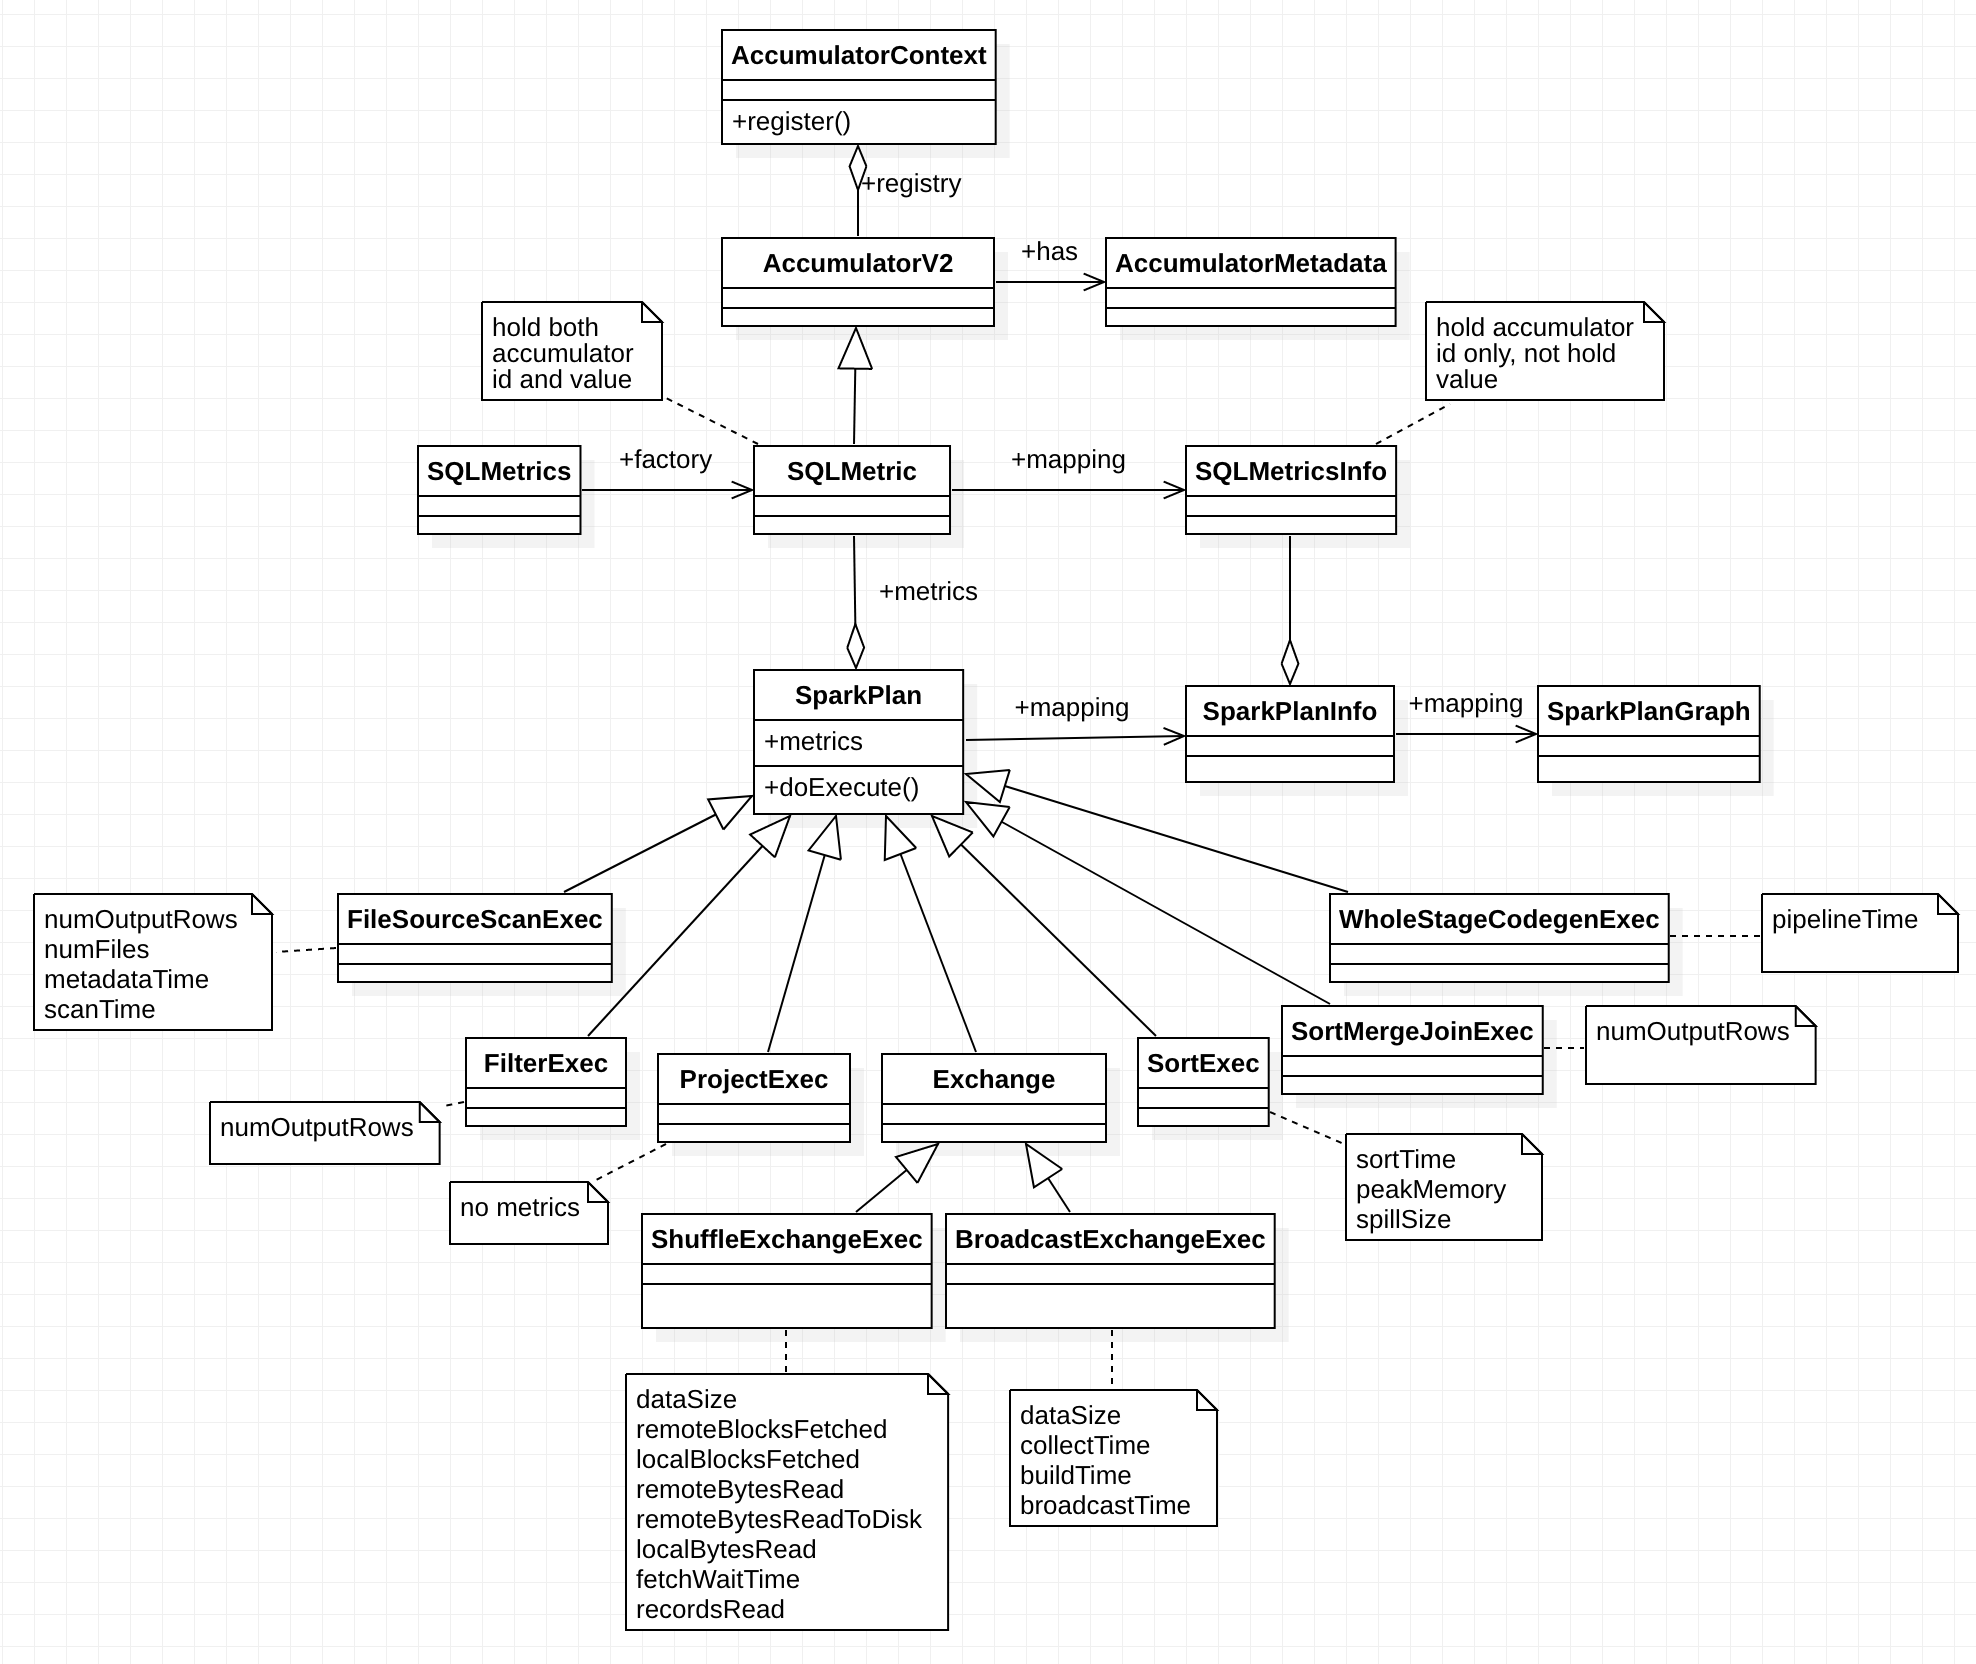 AccumulatorContext
+register()
+registry
AccumulatorV2
+has
AccumulatorMetadata
hold both
accumulator
id and value
hold accumulator
id only, not hold
value
SQLMetrics
+factory
SQLMetric
+mapping
SQLMetricsInfo
+metrics
SparkPlan
+metrics
+doExecute()
+mapping
SparkPlanInfo
+mapping
SparkPlanGraph
numOutputRows
numFiles
metadataTime
scanTime
FileSourceScanExec
WholeStageCodegenExec
pipelineTime
SortMergeJoinExec
numOutputRows
FilterExec
ProjectExec
Exchange
SortExec
numOutputRows
no metrics
sortTime
peakMemory
spillSize
ShuffleExchangeExec
BroadcastExchangeExec
dataSize
remoteBlocksFetched
localBlocksFetched
remoteBytesRead
remoteBytesReadToDisk
localBytesRead
fetchWaitTime
recordsRead
dataSize
collectTime
buildTime
broadcastTime